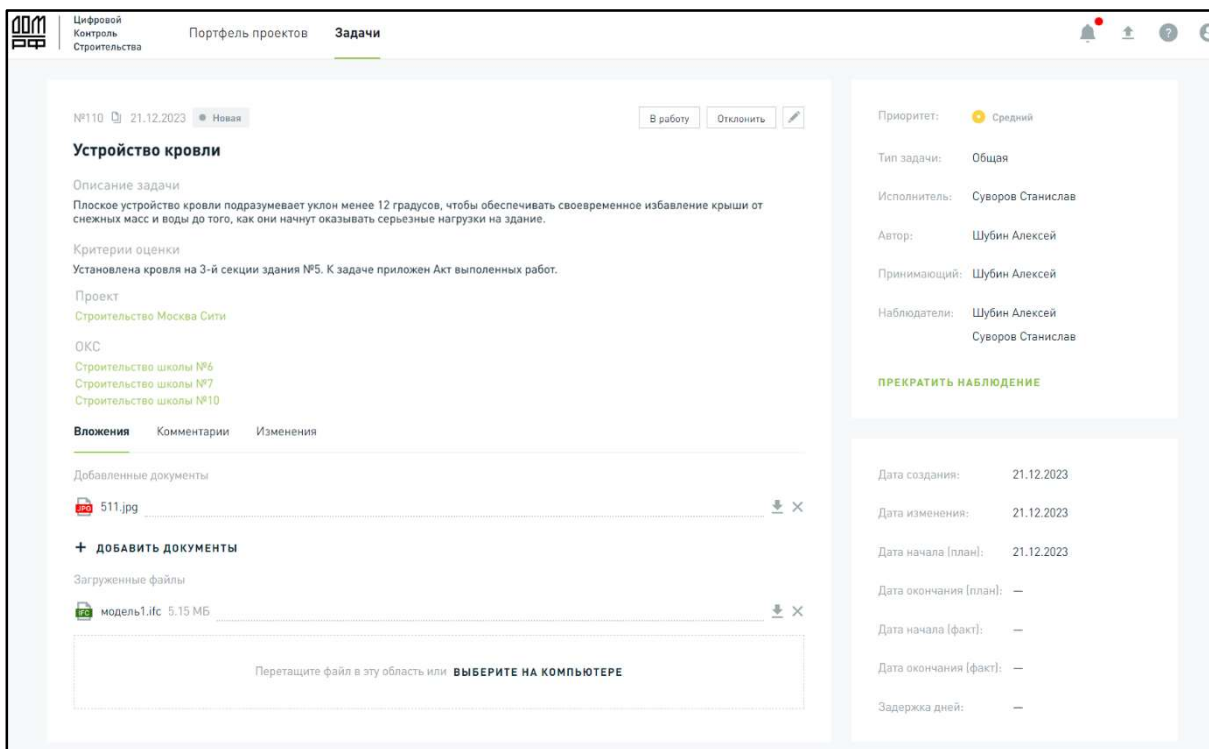 ДОМ
РФ
Цифровой
Контроль
Строительства
Портфель проектов
Задачи
?
№110 21.12.2023 Новая
В работу
Отклонить
Устройство кровли
Описание задачи
Плоское устройство кровли подразумевает уклон менее 12 градусов, чтобы обеспечивать своевременное избавление крыши от
снежных масс и воды до того, как они начнут оказывать серьезные нагрузки на здание.
Критерии оценки
Установлена кровля на 3-й секции здания №5. К задаче приложен Акт выполенных работ.
Проект
Строительство Москва Сити
ОКС
Строительство школы №6
Строительство школы №7
Строительство школы №10
Вложения Комментарии Изменения
Добавленные документы
JPG 511.jpg
+ ДОБАВИТЬ ДОКУМЕНТЫ
Загруженные файлы
IFC модель1.ifc 5.15 МБ
Перетащите файл в эту область или ВЫБЕРИТЕ НА КОМПЬЮТЕРЕ
Приоритет: Средний
Тип задачи: Общая
Исполнитель: Суворов Станислав
Автор: Шубин Алексей
Принимающий: Шубин Алексей
Наблюдатели: Шубин Алексей
Суворов Станислав
ПРЕКРАТИТЬ НАБЛЮДЕНИЕ
Дата создания: 21.12.2023
Дата изменения: 21.12.2023
Дата начала (план): 21.12.2023
Дата окончания (план): —
Дата начала (факт): —
Дата окончания (факт): —
Задержка дней: —